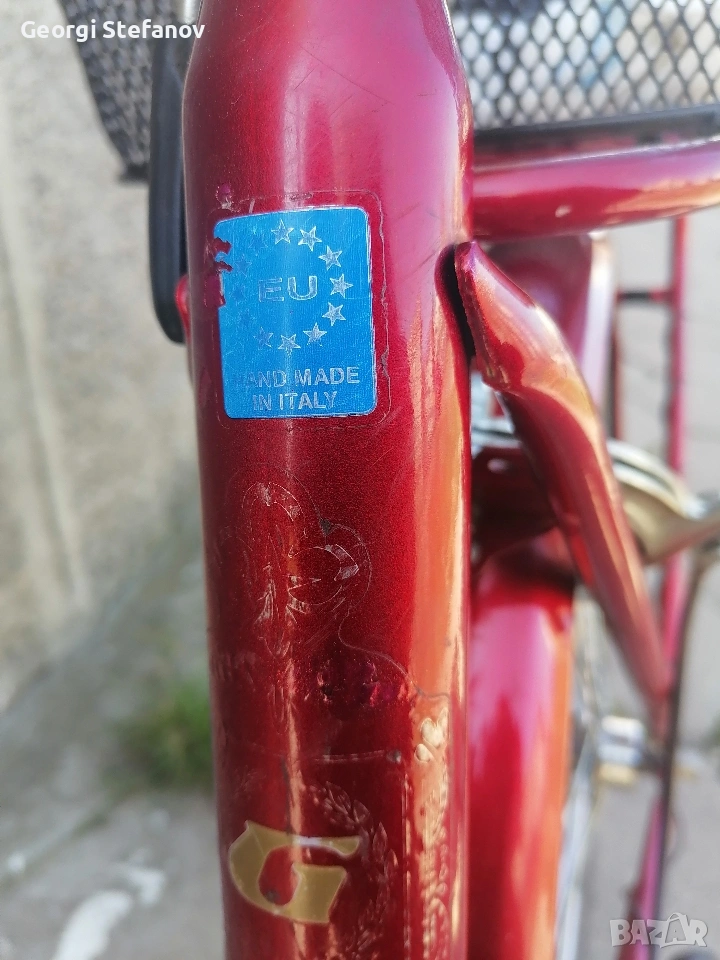 Georgi Stefanov
EU
HAND MADE
IN ITALY
G
BAZAR